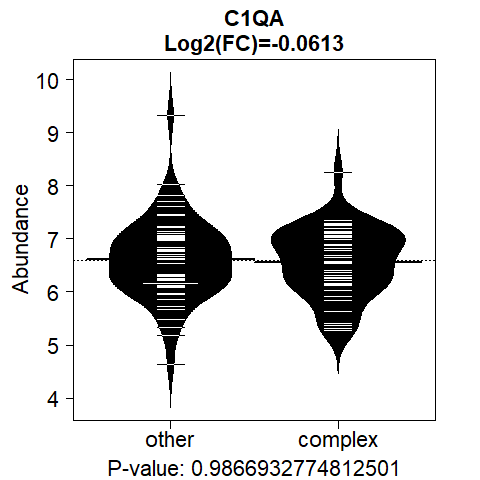 C1QA
Log2(FC)=-0.0613
Abundance
10
9
8
7
6
5
4
other complex
P-value: 0.9866932774812501